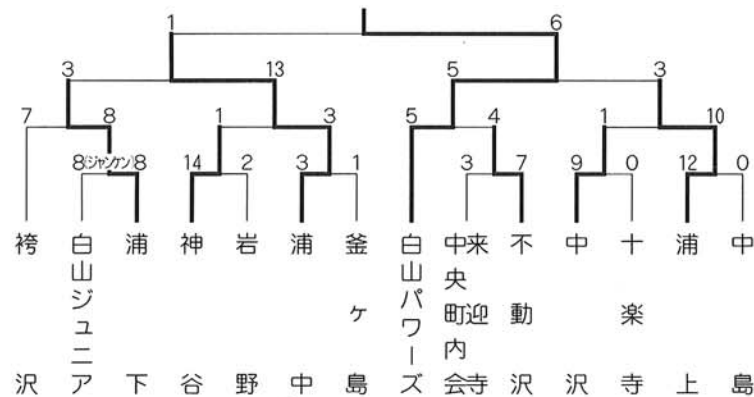 1 6
3 13 5 3
7 8 1 3 5 4 1 10
8(ジャンケン)8 14 2 3 1 3 7 9 0 12 0
袴沢
白山ジュニア
浦下
神谷
岩野
浦中
釜ヶ島
白山パワーズ
中央町内会
来迎寺
不動沢
中沢
十楽寺
浦上
中島